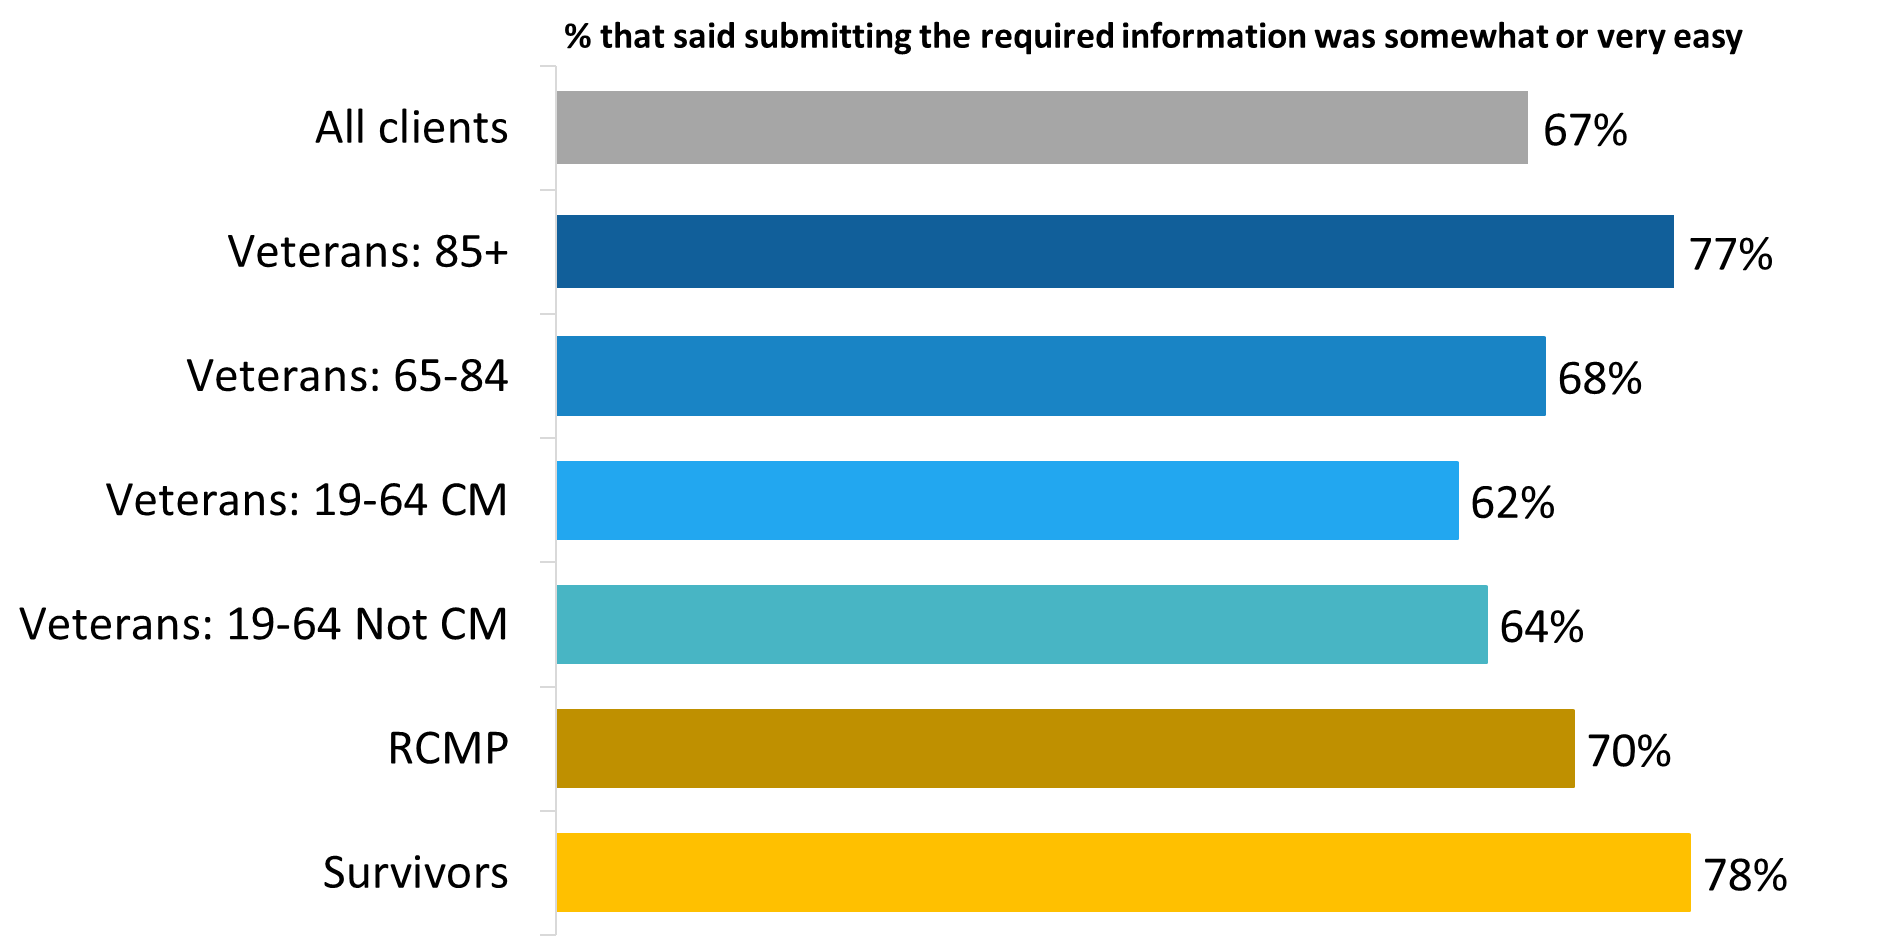 % that said submitting the required information was somewhat or very easy
All clients 67%
Veterans: 85+ 77%
Veterans: 65-84 68%
Veterans: 19-64 CM 62%
Veterans: 19-64 Not CM 64%
RCMP 70%
Survivors 78%